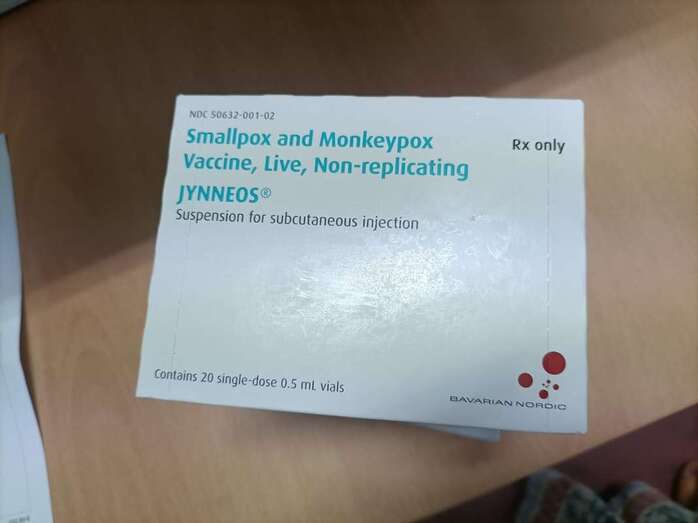 NDC 50632-001-02
Smallpox and Monkeypox
Vaccine, Live, Non-replicating
Rx only
JYNNEOS®
Suspension for subcutaneous injection
Contains 20 single-dose 0.5 mL vials
BAVARIAN NORDIC